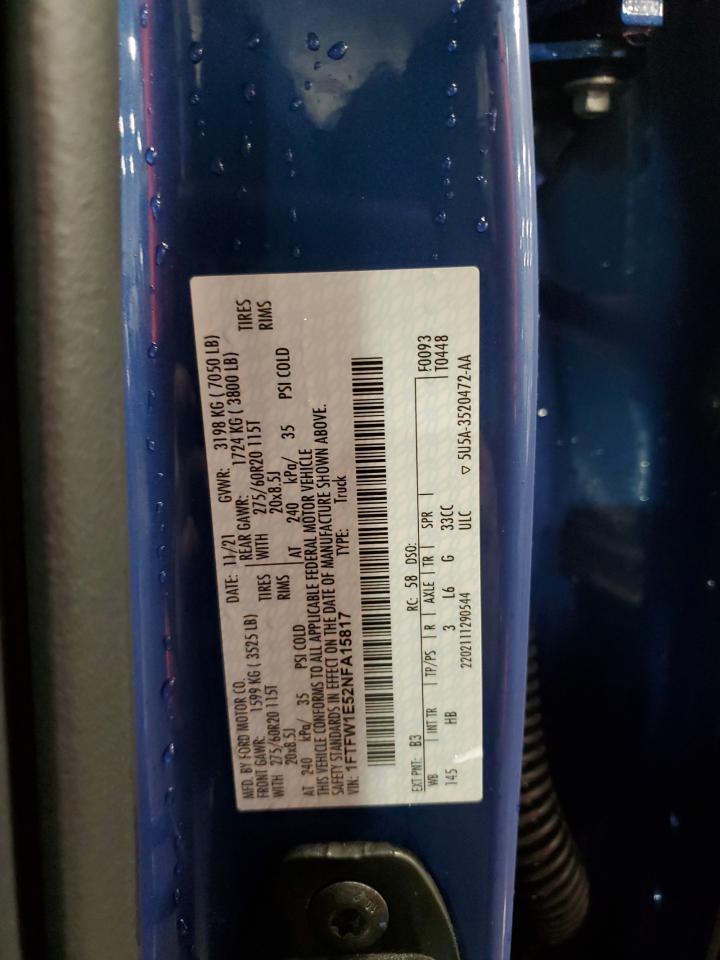 MFD. BY FORD MOTOR CO.
DATE: 11/21 GVWR: 3198 KG ( 7050 LB)
FRONT GAWR: 1599 KG ( 3525 LB) REAR GAWR: 1724 KG ( 3800 LB)
WITH 275/60R20 115T TIRES WITH 275/60R20 115T TIRES
20x8.5J RIMS 20x8.5J RIMS
AT 240 kPa/ 35 PSI COLD AT 240 kPa/ 35 PSI COLD
THIS VEHICLE CONFORMS TO ALL APPLICABLE FEDERAL MOTOR VEHICLE
SAFETY STANDARDS IN EFFECT ON THE DATE OF MANUFACTURE SHOWN ABOVE.
VIN: 1FTFW1E52NFA15817 TYPE: Truck
EXT PNT: B3 RC: 58 DSO: F0093
WB INT TR TP/PS R AXLE TR SPR T0448
145 HB 3 L6 G 33CC
2202111290544 ULC ▽ 5U5A-3520472-AA